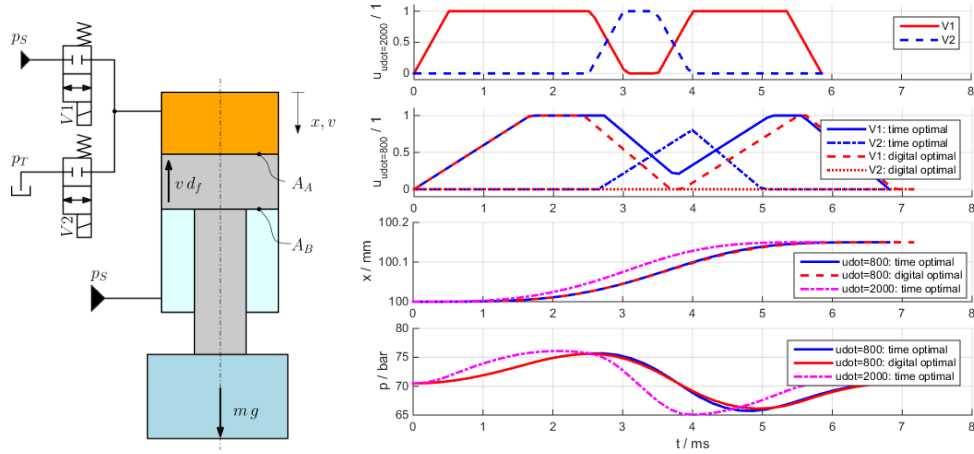 p_S
V1
p_T
V2
x, v
v d_f
A_A
A_B
p_S
m g
u_udot=2000 / 1
1
0.5
0
0 1 2 3 4 5 6 7 8
V1
V2
u_udot=800 / 1
1
0.5
0
0 1 2 3 4 5 6 7 8
V1: time optimal
V2: time optimal
V1: digital optimal
V2: digital optimal
x / mm
100.2
100.1
100
0 1 2 3 4 5 6 7 8
udot=800: time optimal
udot=800: digital optimal
udot=2000: time optimal
p / bar
80
75
70
65
0 1 2 3 4 5 6 7 8
udot=800: time optimal
udot=800: digital optimal
udot=2000: time optimal
t / ms